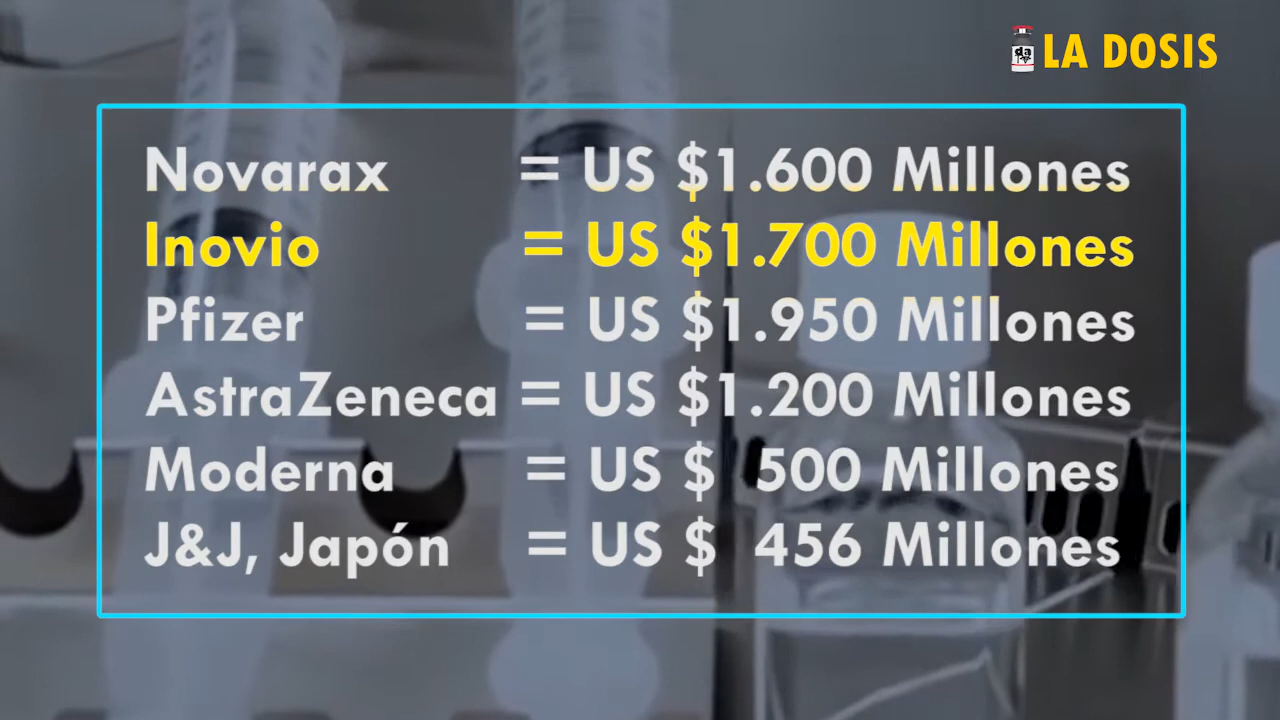 LA DOSIS
Novarax = US $1.600 Millones
Inovio = US $1.700 Millones
Pfizer = US $1.950 Millones
AstraZeneca = US $1.200 Millones
Moderna = US $ 500 Millones
J&J, Japón = US $ 456 Millones